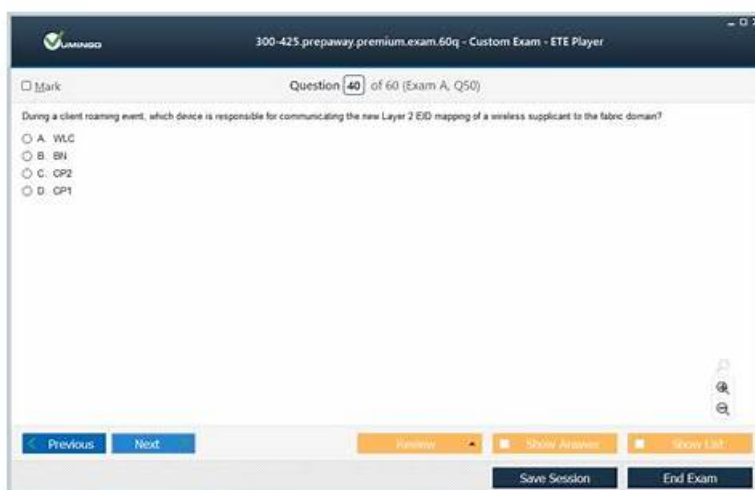 VUMINGO
300-425.prepaway.premium.exam.60q - Custom Exam - ETE Player
Mark
Question 40 of 60 (Exam A, Q50)
During a client roaming event, which device is responsible for communicating the new Layer 2 EID mapping of a wireless supplicant to the fabric domain?
A. WLC
B. BN
C. CP2
D. CP1
Previous
Next
Review
Show Answer
Show List
Save Session
End Exam